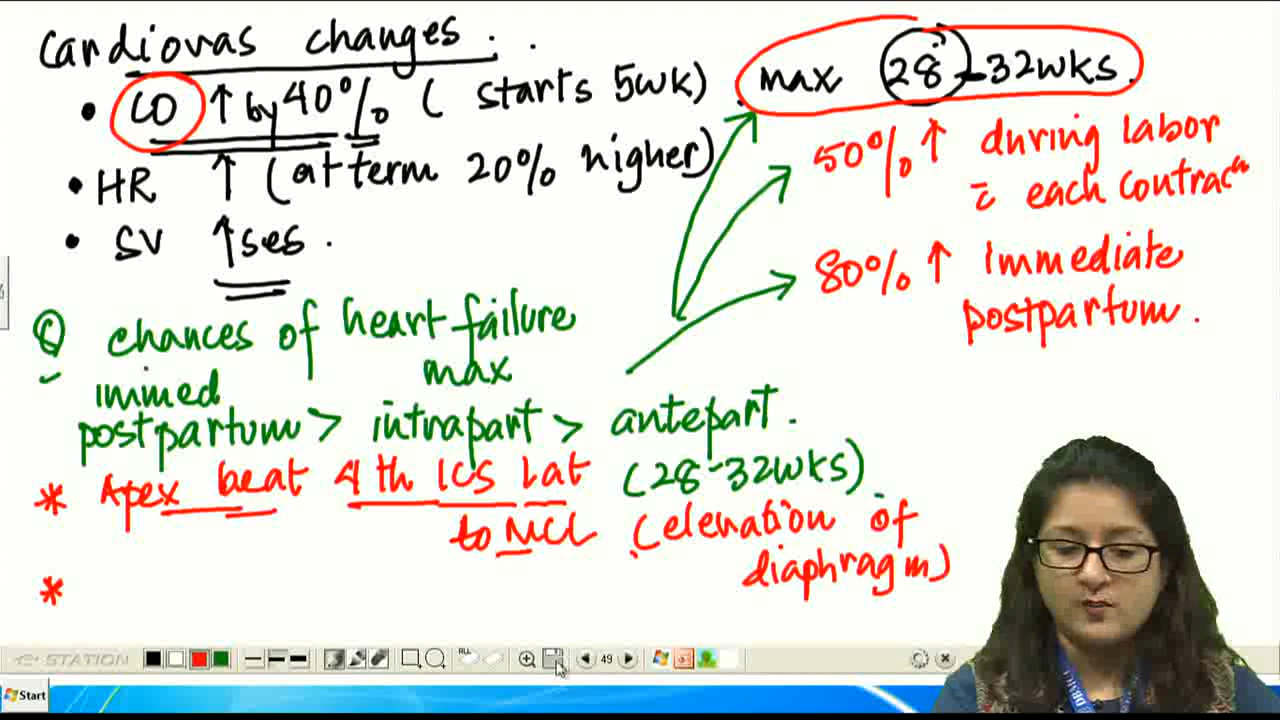 Cardiovas changes.
• CO ↑ by 40% ( starts 5wk)
• HR ↑ (at term 20% higher)
• SV ↑ses.
max 28-32wks.
50% ↑ during labor
c̄ each contracn
80% ↑ immediate
postpartum.
Q chances of heart failure
max
immed
postpartum > intrapart > antepart.
(28-32wks)
* Apex beat 4th ICS lat
to MCL (elevation of
diaphragm)
*
STATION
ALL
49
Start